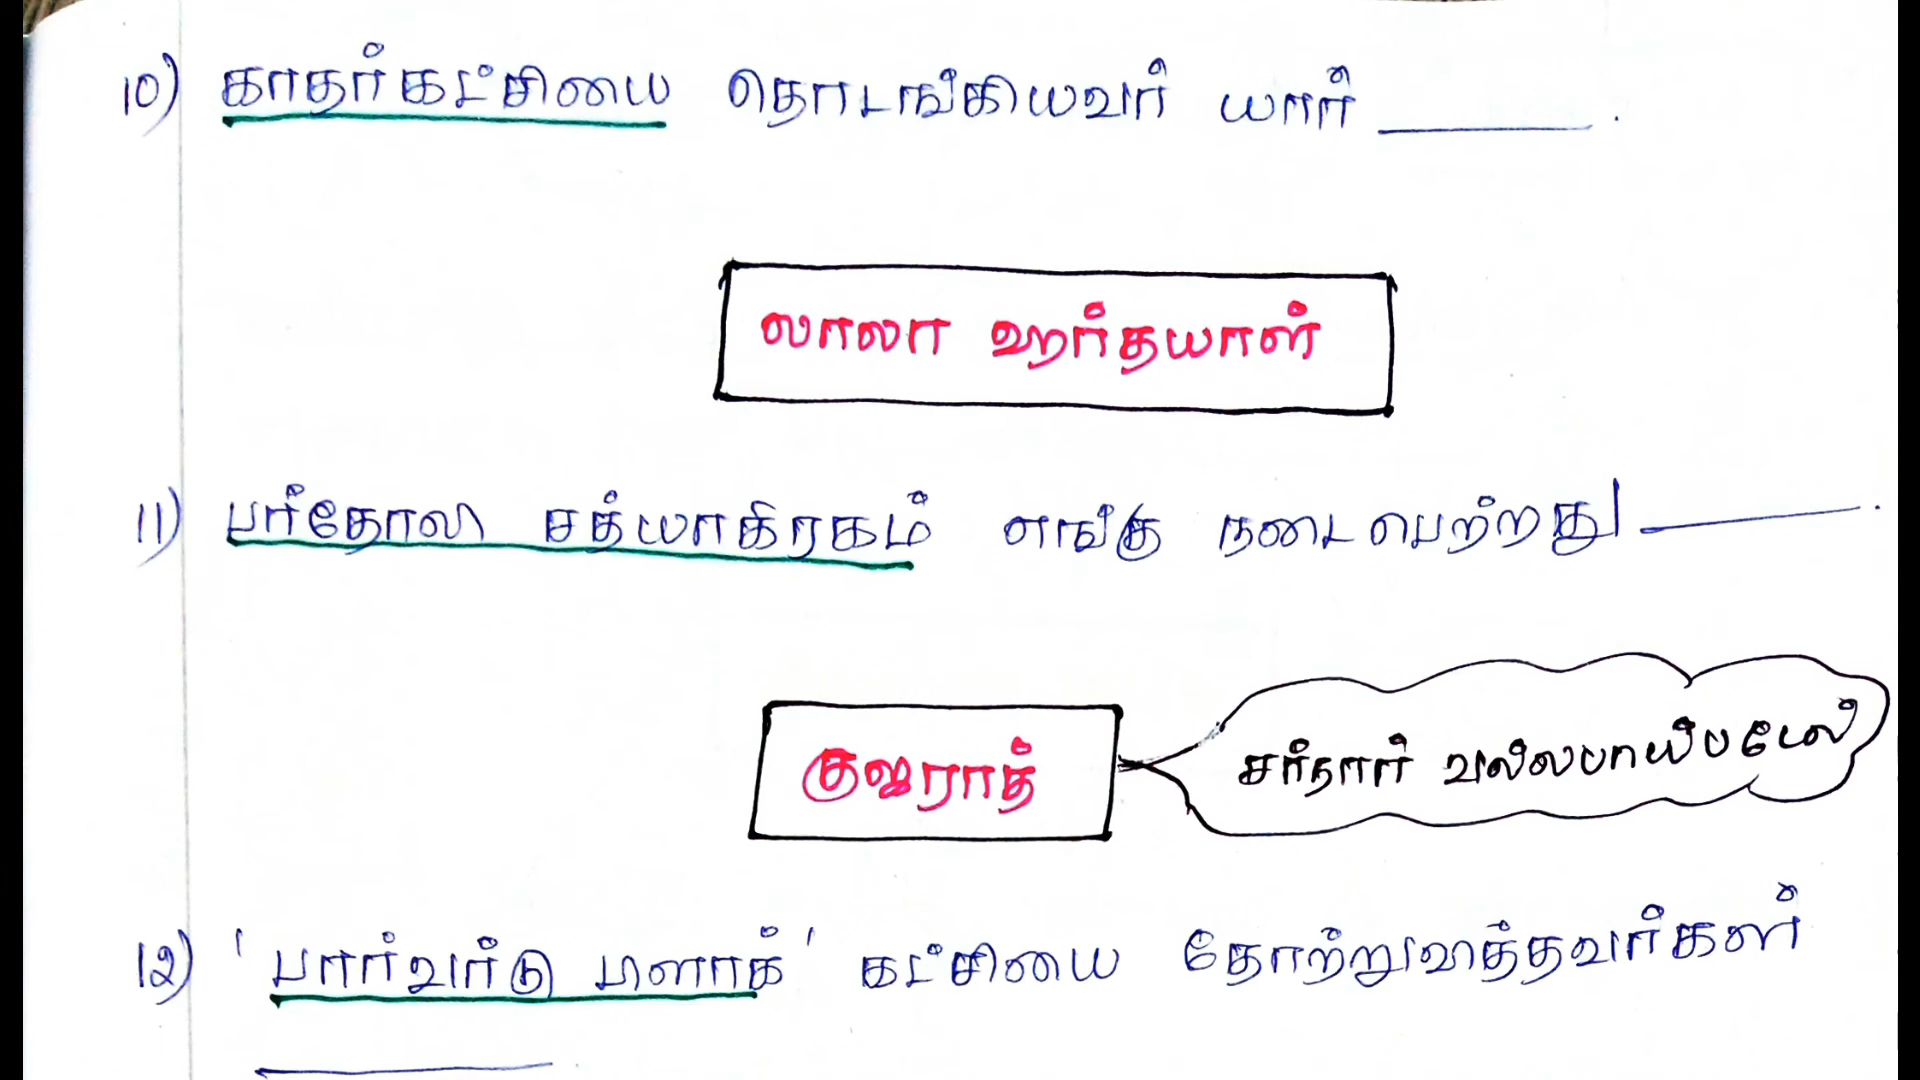 10) காதர்கட்சியை தொடங்கியவர் யார் ______ .
லாலா ஹர்தயாள்
11) பர்தோலி சத்யாகிரகம் எங்கு நடைபெற்றது ______ .
குஜராத்
சர்தார் வல்லபாய்படேல்
12) ' பார்வர்டு பிளாக் ' கட்சியை தோற்றுவித்தவர்கள்
______ .